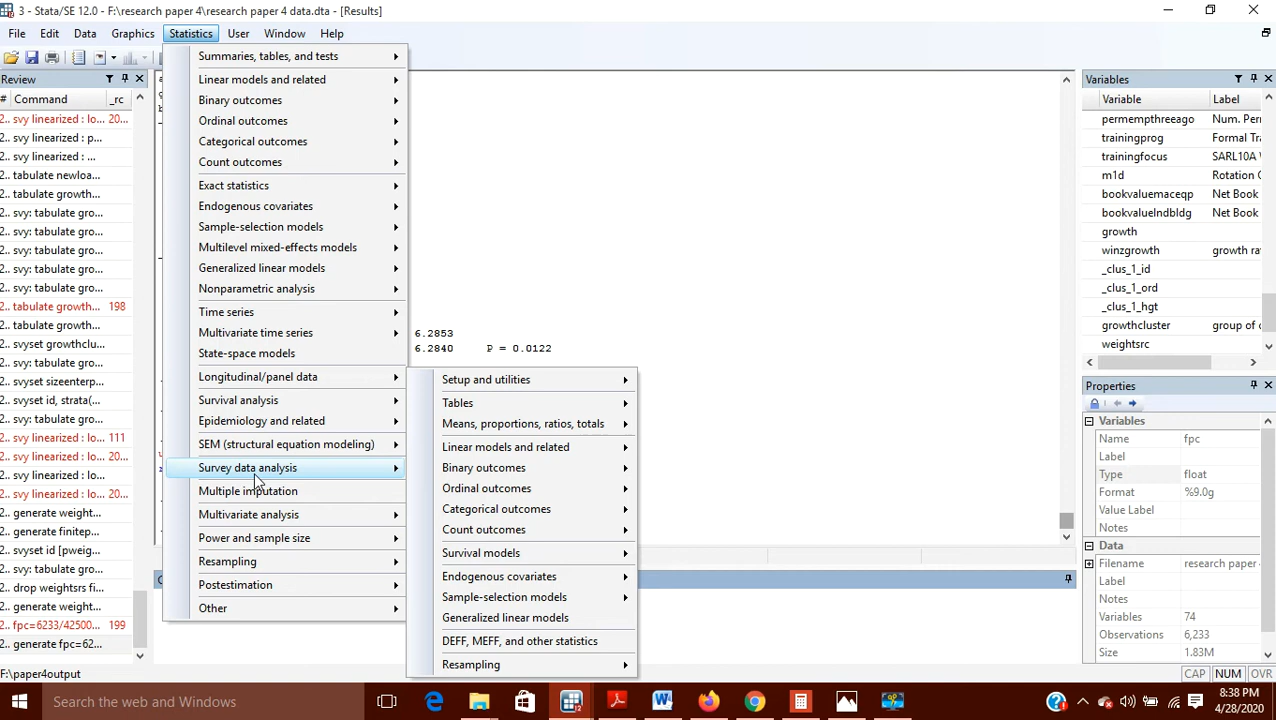 3 - Stata/SE 12.0 - F:\research paper 4\research paper 4 data.dta - [Results]
File Edit Data Graphics Statistics User Window Help
Review
# Command _rc
2.. svy linearized : lo... 20...
2.. svy linearized : p...
2.. svy linearized : ...
2.. tabulate newloa...
2.. tabulate growth...
2.. svy: tabulate gro...
2.. svy: tabulate gro...
2.. svy: tabulate gro...
2.. svy: tabulate gro...
2.. svy: tabulate gro...
2.. tabulate growth... 198
2.. tabulate growth...
2.. svyset growthclu...
2.. svyset sizeenterp...
2.. svyset id, strata(...
2.. svy linearized : lo... 111
2.. svy linearized : lo...
2.. svy linearized : lo... 20...
2.. generate weight...
2.. generate finitep...
2.. svyset id [pweig...
2.. svy: tabulate gro...
2.. drop weightsrs fi...
2.. generate weight...
2.. fpc=6233/42500... 199
2.. generate fpc=62...
Summaries, tables, and tests
Linear models and related
Binary outcomes
Ordinal outcomes
Categorical outcomes
Count outcomes
Exact statistics
Endogenous covariates
Sample-selection models
Multilevel mixed-effects models
Generalized linear models
Nonparametric analysis
Time series
Multivariate time series
State-space models
Longitudinal/panel data
Survival analysis
Epidemiology and related
SEM (structural equation modeling)
Survey data analysis
Multiple imputation
Multivariate analysis
Power and sample size
Resampling
Postestimation
Other
6.2853
6.2840 P = 0.0122
Setup and utilities
Tables
Means, proportions, ratios, totals
Linear models and related
Binary outcomes
Ordinal outcomes
Categorical outcomes
Count outcomes
Survival models
Endogenous covariates
Sample-selection models
Generalized linear models
DEFF, MEFF, and other statistics
Resampling
Variables
Variable Label
permempthreeago Num. Per
trainingprog Formal Tr
trainingfocus SARL10A
m1d Rotation
bookvaluemaceqp Net Book
bookvaluelndbldg Net Book
growth
winzgrowth growth ra
_clus_1_id
_clus_1_ord
_clus_1_hgt
growthcluster group of
weightsrc
Properties
Variables
Name fpc
Label
Type float
Format %9.0g
Value Label
Notes
Data
Filename research paper
Label
Notes
Variables 74
Observations 6,233
Size 1.83M
F:\paper4output
CAP NUM OVR
Search the web and Windows
8:38 PM
4/28/2020